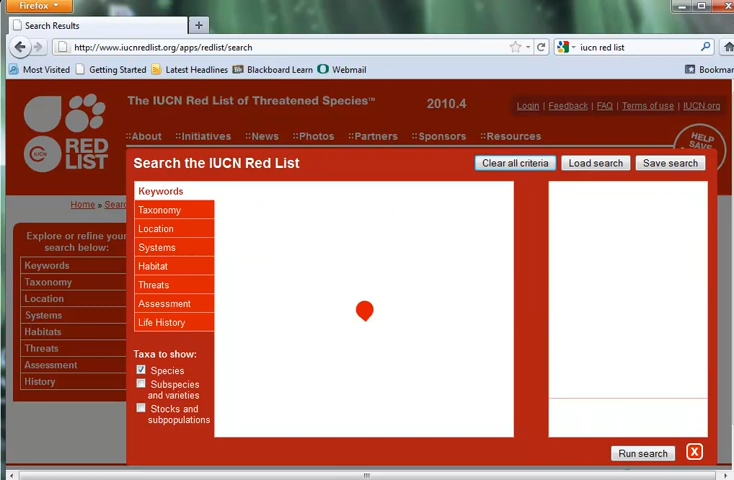 Firefox
Search Results
http://www.iucnredlist.org/apps/redlist/search
iucn red list
Most Visited
Getting Started
Latest Headlines
Blackboard Learn
Webmail
Bookmar
The IUCN Red List of Threatened Species™
2010.4
Login | Feedback | FAQ | Terms of use | IUCN.org
RED
LIST
IUCN
::About ::Initiatives ::News ::Photos ::Partners ::Sponsors ::Resources
HELP
SAVE
Home » Searc
Search the IUCN Red List
Clear all criteria
Load search
Save search
Explore or refine your
search below:
Keywords
Taxonomy
Location
Systems
Habitats
Threats
Assessment
History
Keywords
Taxonomy
Location
Systems
Habitat
Threats
Assessment
Life History
Taxa to show:
Species
Subspecies
and varieties
Stocks and
subpopulations
Run search
X